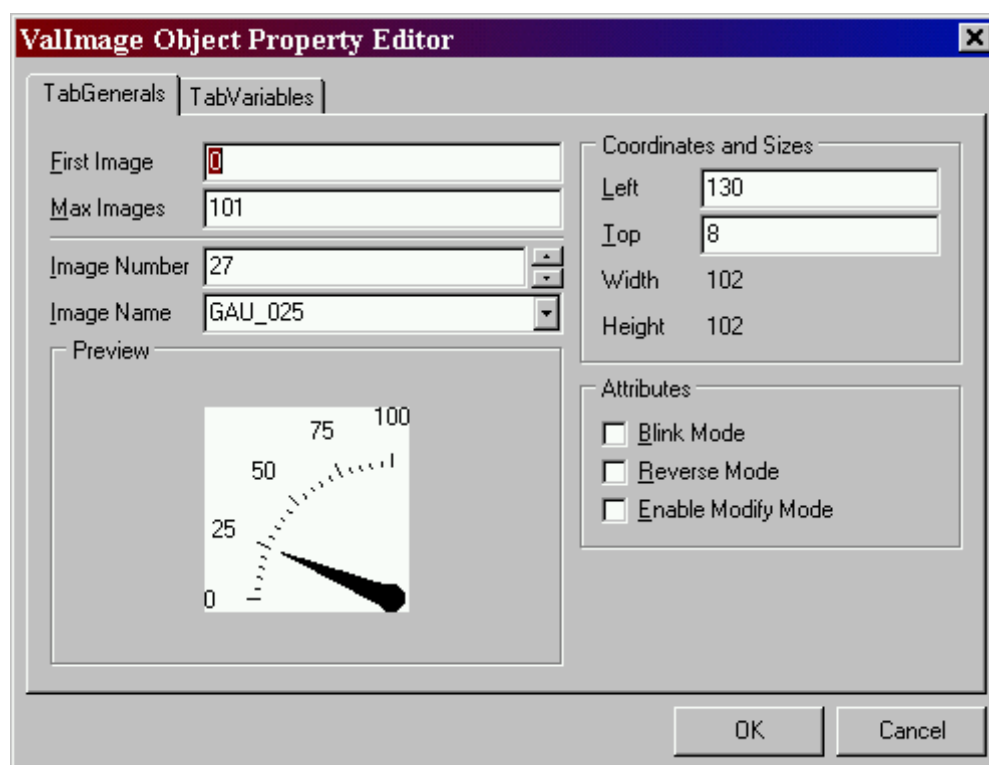 ValImage Object Property Editor
TabGenerals TabVariables
First Image 0
Max Images 101
Image Number 27
Image Name GAU_025
Preview
100
75
50
25
0
Coordinates and Sizes
Left 130
Top 8
Width 102
Height 102
Attributes
Blink Mode
Reverse Mode
Enable Modify Mode
OK Cancel